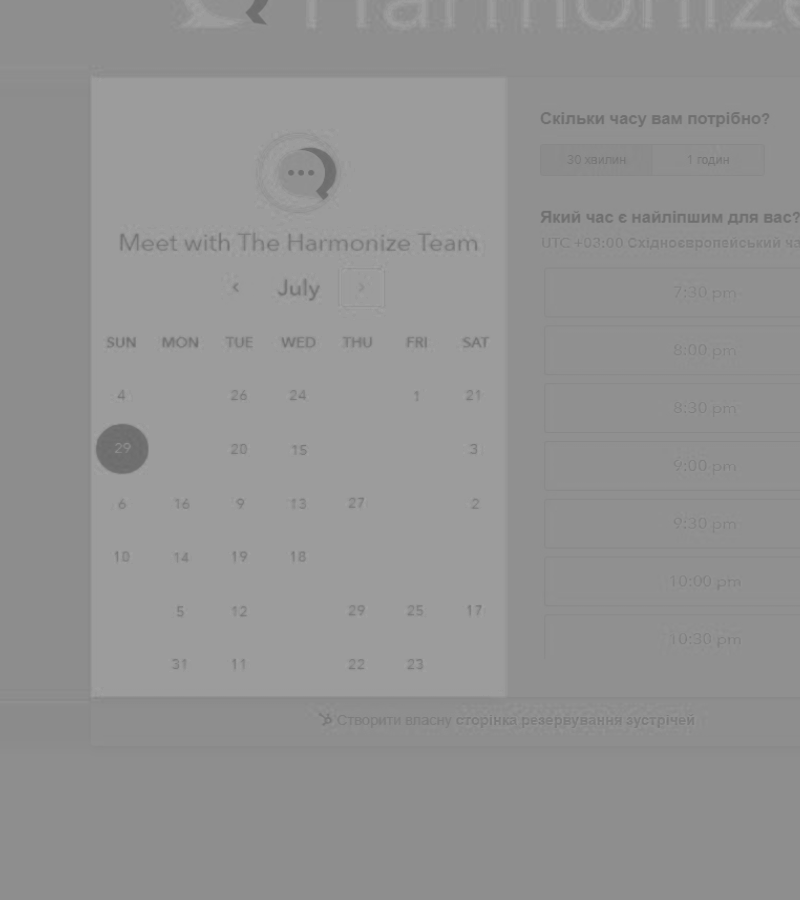 Harmonize
Meet with The Harmonize Team
July
SUN MON TUE WED THU FRI SAT
4 26 24 1 21
29 20 15 3
6 16 9 13 27 2
10 14 19 18
5 12 29 25 17
31 11 22 23
Скільки часу вам потрібно?
30 хвилин 1 годин
Який час є найліпшим для вас?
UTC +03:00 Східноєвропейський
7:30 pm
8:00 pm
8:30 pm
9:00 pm
9:30 pm
10:00 pm
10:30 pm
Створити власну сторінка резервування зустрічей